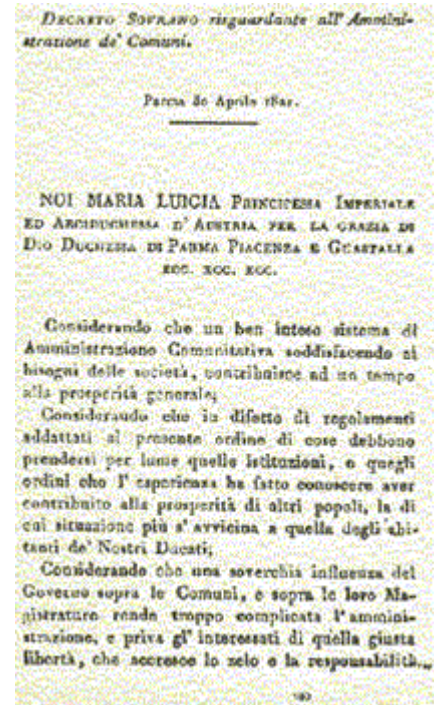 DECRETO SOVRANO risguardante all' Ammini-
strazione de' Comuni.
Parma 30 Aprile 1821.
NOI MARIA LUIGIA PRINCIPESSA IMPERIALE
ED ARCIDUCHESSA D'AUSTRIA PER LA GRAZIA DI
DIO DUCHESSA DI PARMA PIACENZA E GUASTALLA
ECC. ECC. ECC.
Considerando che un ben inteso sistema di
Amministrazione Comunitativa soddisfacendo ai
bisogni delle società, contribuisce ad un tempo
alla prosperità generale;
Considerando che in difetto di regolamenti
addattati al presente ordine di cose debbono
prendersi per lume quelle istituzioni, e quegli
ordini che l' esperienza ha fatto conoscere aver
contribuito alla prosperità di altri popoli, la di
cui situazione più s' avvicina a quella degli abi-
tanti de' Nostri Ducati;
Considerando che una soverchia influenza del
Governo sopra le Comuni, e sopra le loro Ma-
gistrature rende troppo complicata l' ammini-
strazione, e priva gl' interessati di quella giusta
libertà, che accresce lo zelo e la responsabilità